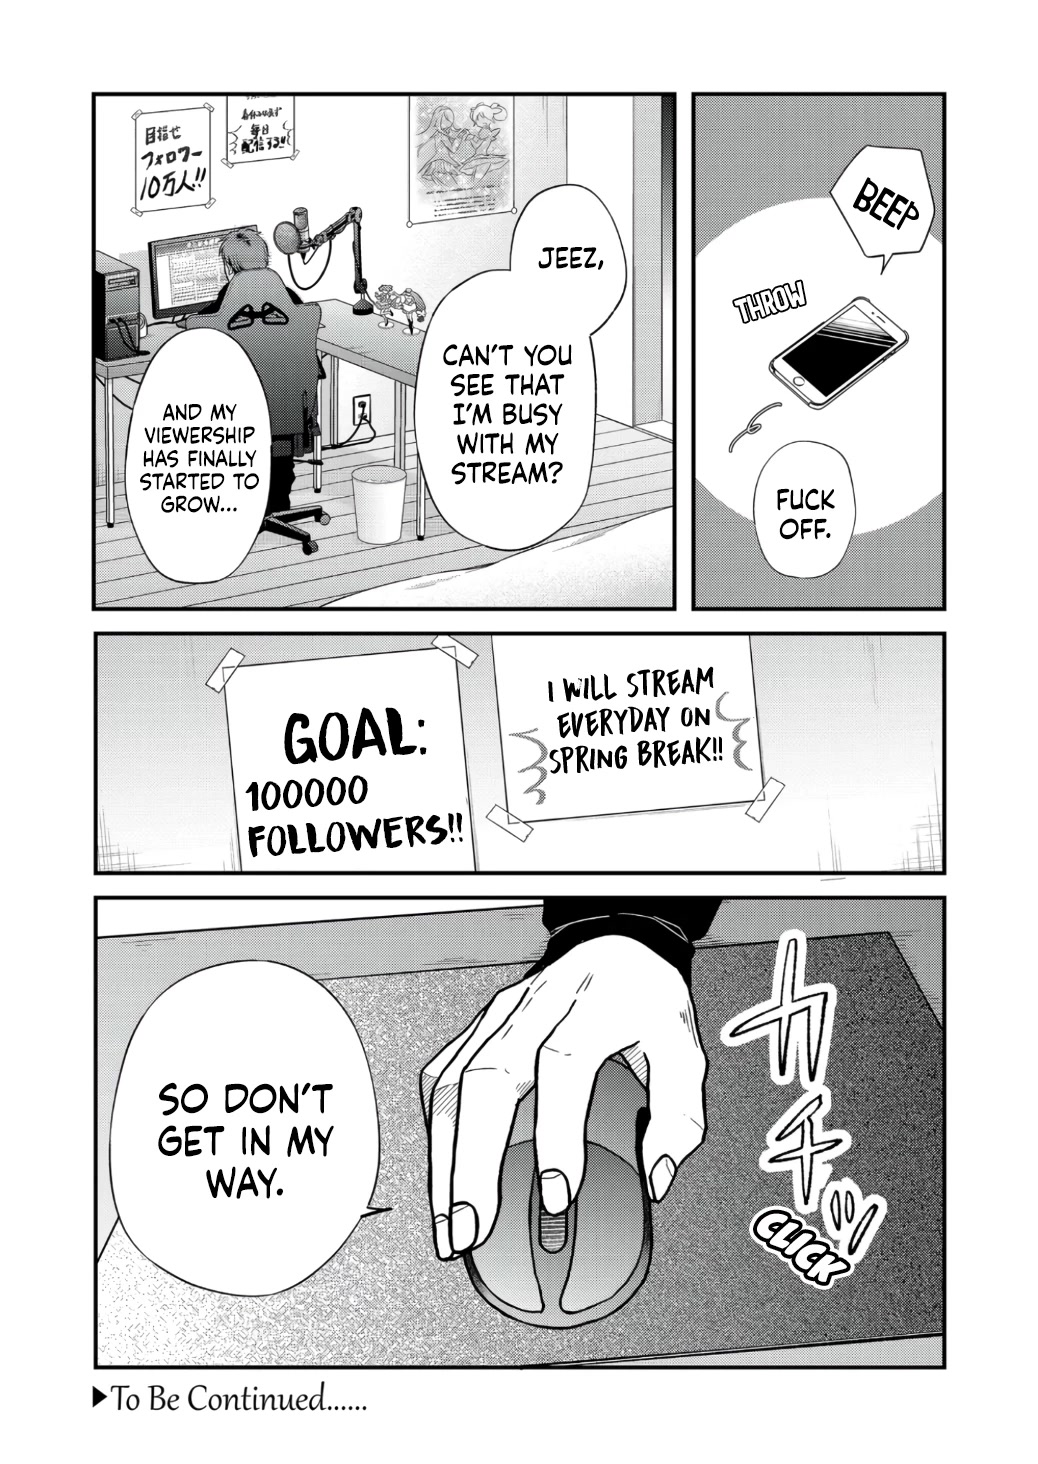 BEEP
THROW
FUCK
OFF.
JEEZ,
CAN'T YOU
SEE THAT
I'M BUSY
WITH MY
STREAM?
AND MY
VIEWERSHIP
HAS FINALLY
STARTED TO
GROW...
目指せ
フォロワー
10万人!!
毎日
配信する!!
GOAL:
100000
FOLLOWERS!!
I WILL STREAM
EVERYDAY ON
SPRING BREAK!!
カチッ
CLICK
SO DON'T
GET IN MY
WAY.
▶To Be Continued......